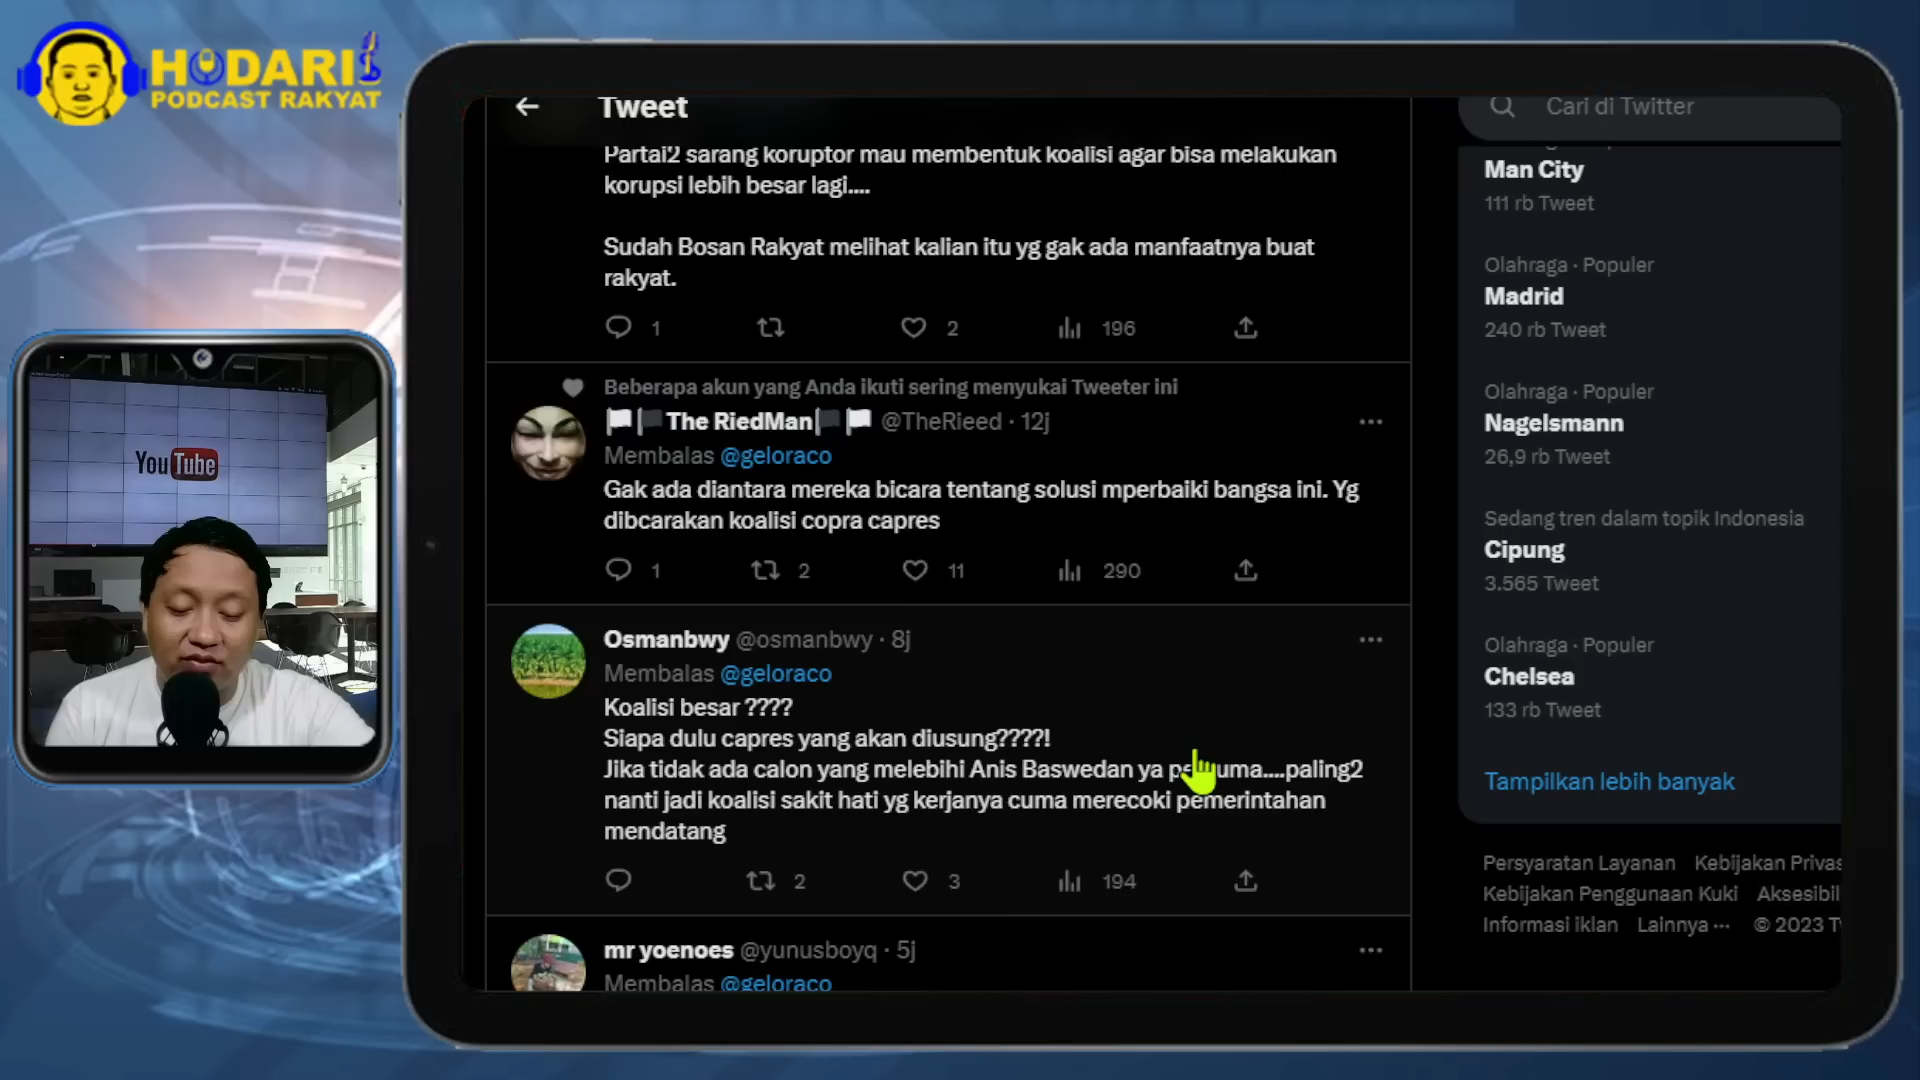 HODARI
PODCAST RAKYAT
YouTube
Tweet
Partai2 sarang koruptor mau membentuk koalisi agar bisa melakukan
korupsi lebih besar lagi....
Sudah Bosan Rakyat melihat kalian itu yg gak ada manfaatnya buat
rakyat.
1 2 196
Beberapa akun yang Anda ikuti sering menyukai Tweeter ini
The RiedMan @TheRieed · 12j
Membalas @geloraco
Gak ada diantara mereka bicara tentang solusi mperbaiki bangsa ini. Yg
dibcarakan koalisi copra capres
1 2 11 290
Osmanbwy @osmanbwy · 8j
Membalas @geloraco
Koalisi besar ????
Siapa dulu capres yang akan diusung????!
Jika tidak ada calon yang melebihi Anis Baswedan ya ....paling2
nanti jadi koalisi sakit hati yg kerjanya cuma merecoki pemerintahan
mendatang
2 3 194
mr yoenoes @yunusboyq · 5j
Membalas @geloraco
Cari di Twitter
Man City
111 rb Tweet
Olahraga · Populer
Madrid
240 rb Tweet
Olahraga · Populer
Nagelsmann
26,9 rb Tweet
Sedang tren dalam topik Indonesia
Cipung
3.565 Tweet
Olahraga · Populer
Chelsea
133 rb Tweet
Tampilkan lebih banyak
Persyaratan Layanan Kebijakan Privas
Kebijakan Penggunaan Kuki Aksesibil
Informasi iklan Lainnya ··· © 2023 T